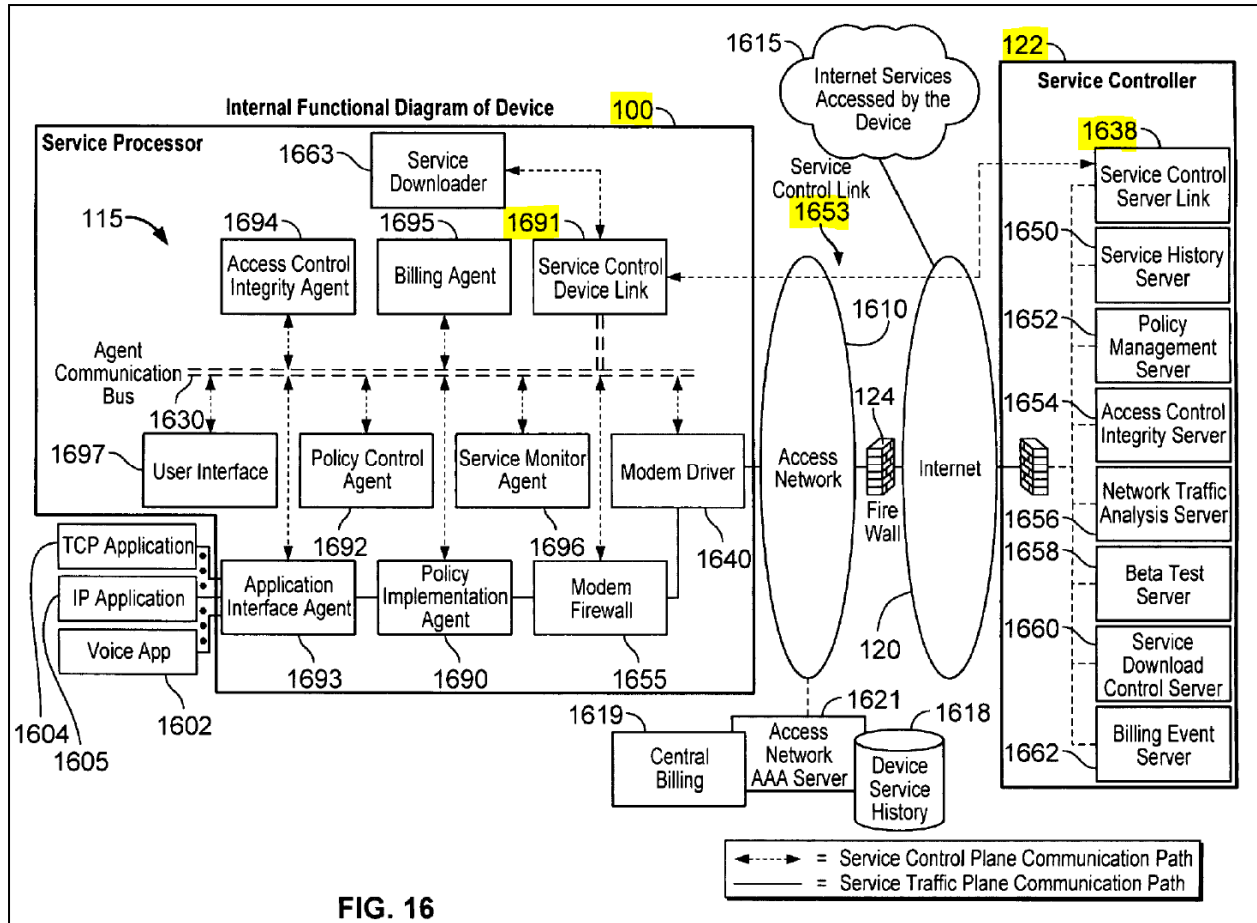 1615
Internet Services
Accessed by the
Device
122
Service Controller
Internal Functional Diagram of Device
100
Service Processor
115
1663
Service
Downloader
Service
Control Link
1653
1638
Service Control
Server Link
1694
Access Control
Integrity Agent
1695
Billing Agent
1691
Service Control
Device Link
1650
Service History
Server
1610
1652
Policy
Management
Server
Agent
Communication
Bus
1630
124
1654
Access Control
Integrity Server
1697
User Interface
Policy Control
Agent
Service Monitor
Agent
Modem Driver
Access
Network
Fire
Wall
Internet
1656
Network Traffic
Analysis Server
1692
1696
1640
1658
Beta Test
Server
TCP Application
IP Application
Voice App
Application
Interface Agent
Policy
Implementation
Agent
Modem
Firewall
1604
1605
1602
1693
1690
1655
120
1660
Service
Download
Control Server
1662
Billing Event
Server
1619
Central
Billing
1621
Access
Network
AAA Server
1618
Device
Service
History
= Service Control Plane Communication Path
= Service Traffic Plane Communication Path
FIG. 16